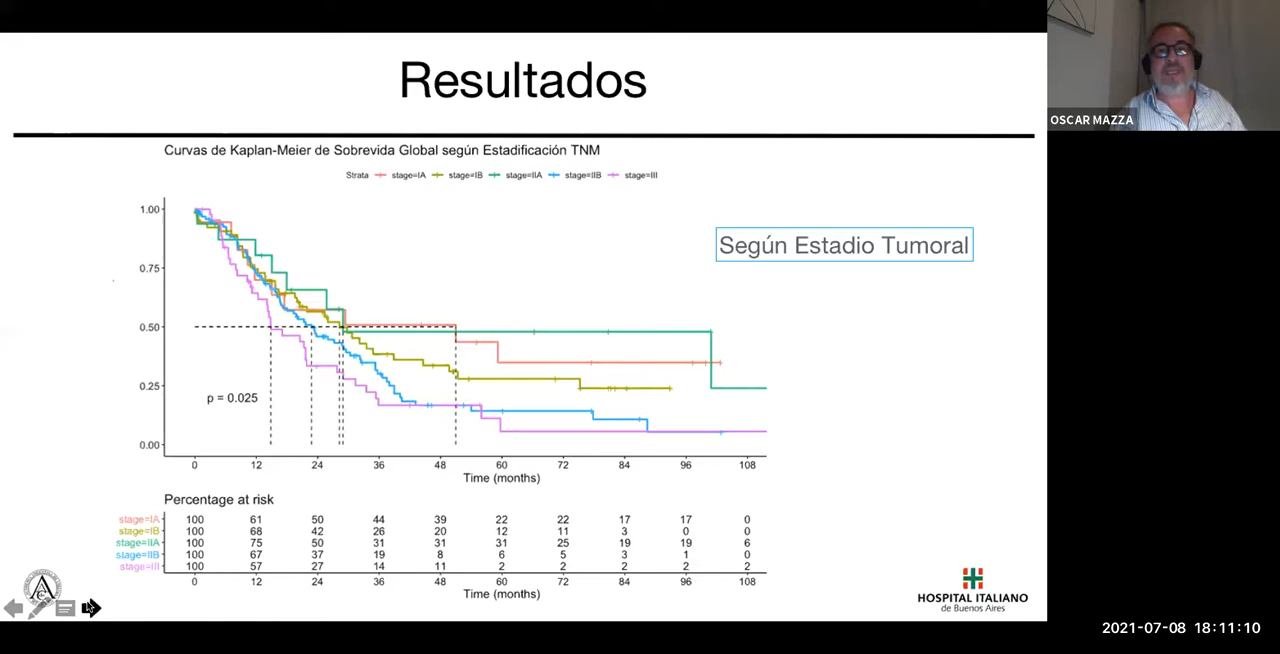 Resultados
OSCAR MAZZA
Curvas de Kaplan-Meier de Sobrevida Global según Estadificación TNM
Strata stage=IA stage=IB stage=IIA stage=IIB stage=III
Según Estadio Tumoral
1.00
0.75
0.50
0.25
0.00
p = 0.025
0 12 24 36 48 60 72 84 96 108
Time (months)
Percentage at risk
stage=IA 100 61 50 44 39 22 22 17 17 0
stage=IB 100 68 42 26 20 12 11 3 0 0
stage=IIA 100 75 50 31 31 31 25 19 19 6
stage=IIB 100 67 37 19 8 6 5 3 1 0
stage=III 100 57 27 14 11 2 2 2 2 2
0 12 24 36 48 60 72 84 96 108
Time (months)
HOSPITAL ITALIANO
de Buenos Aires
2021-07-08 18:11:10